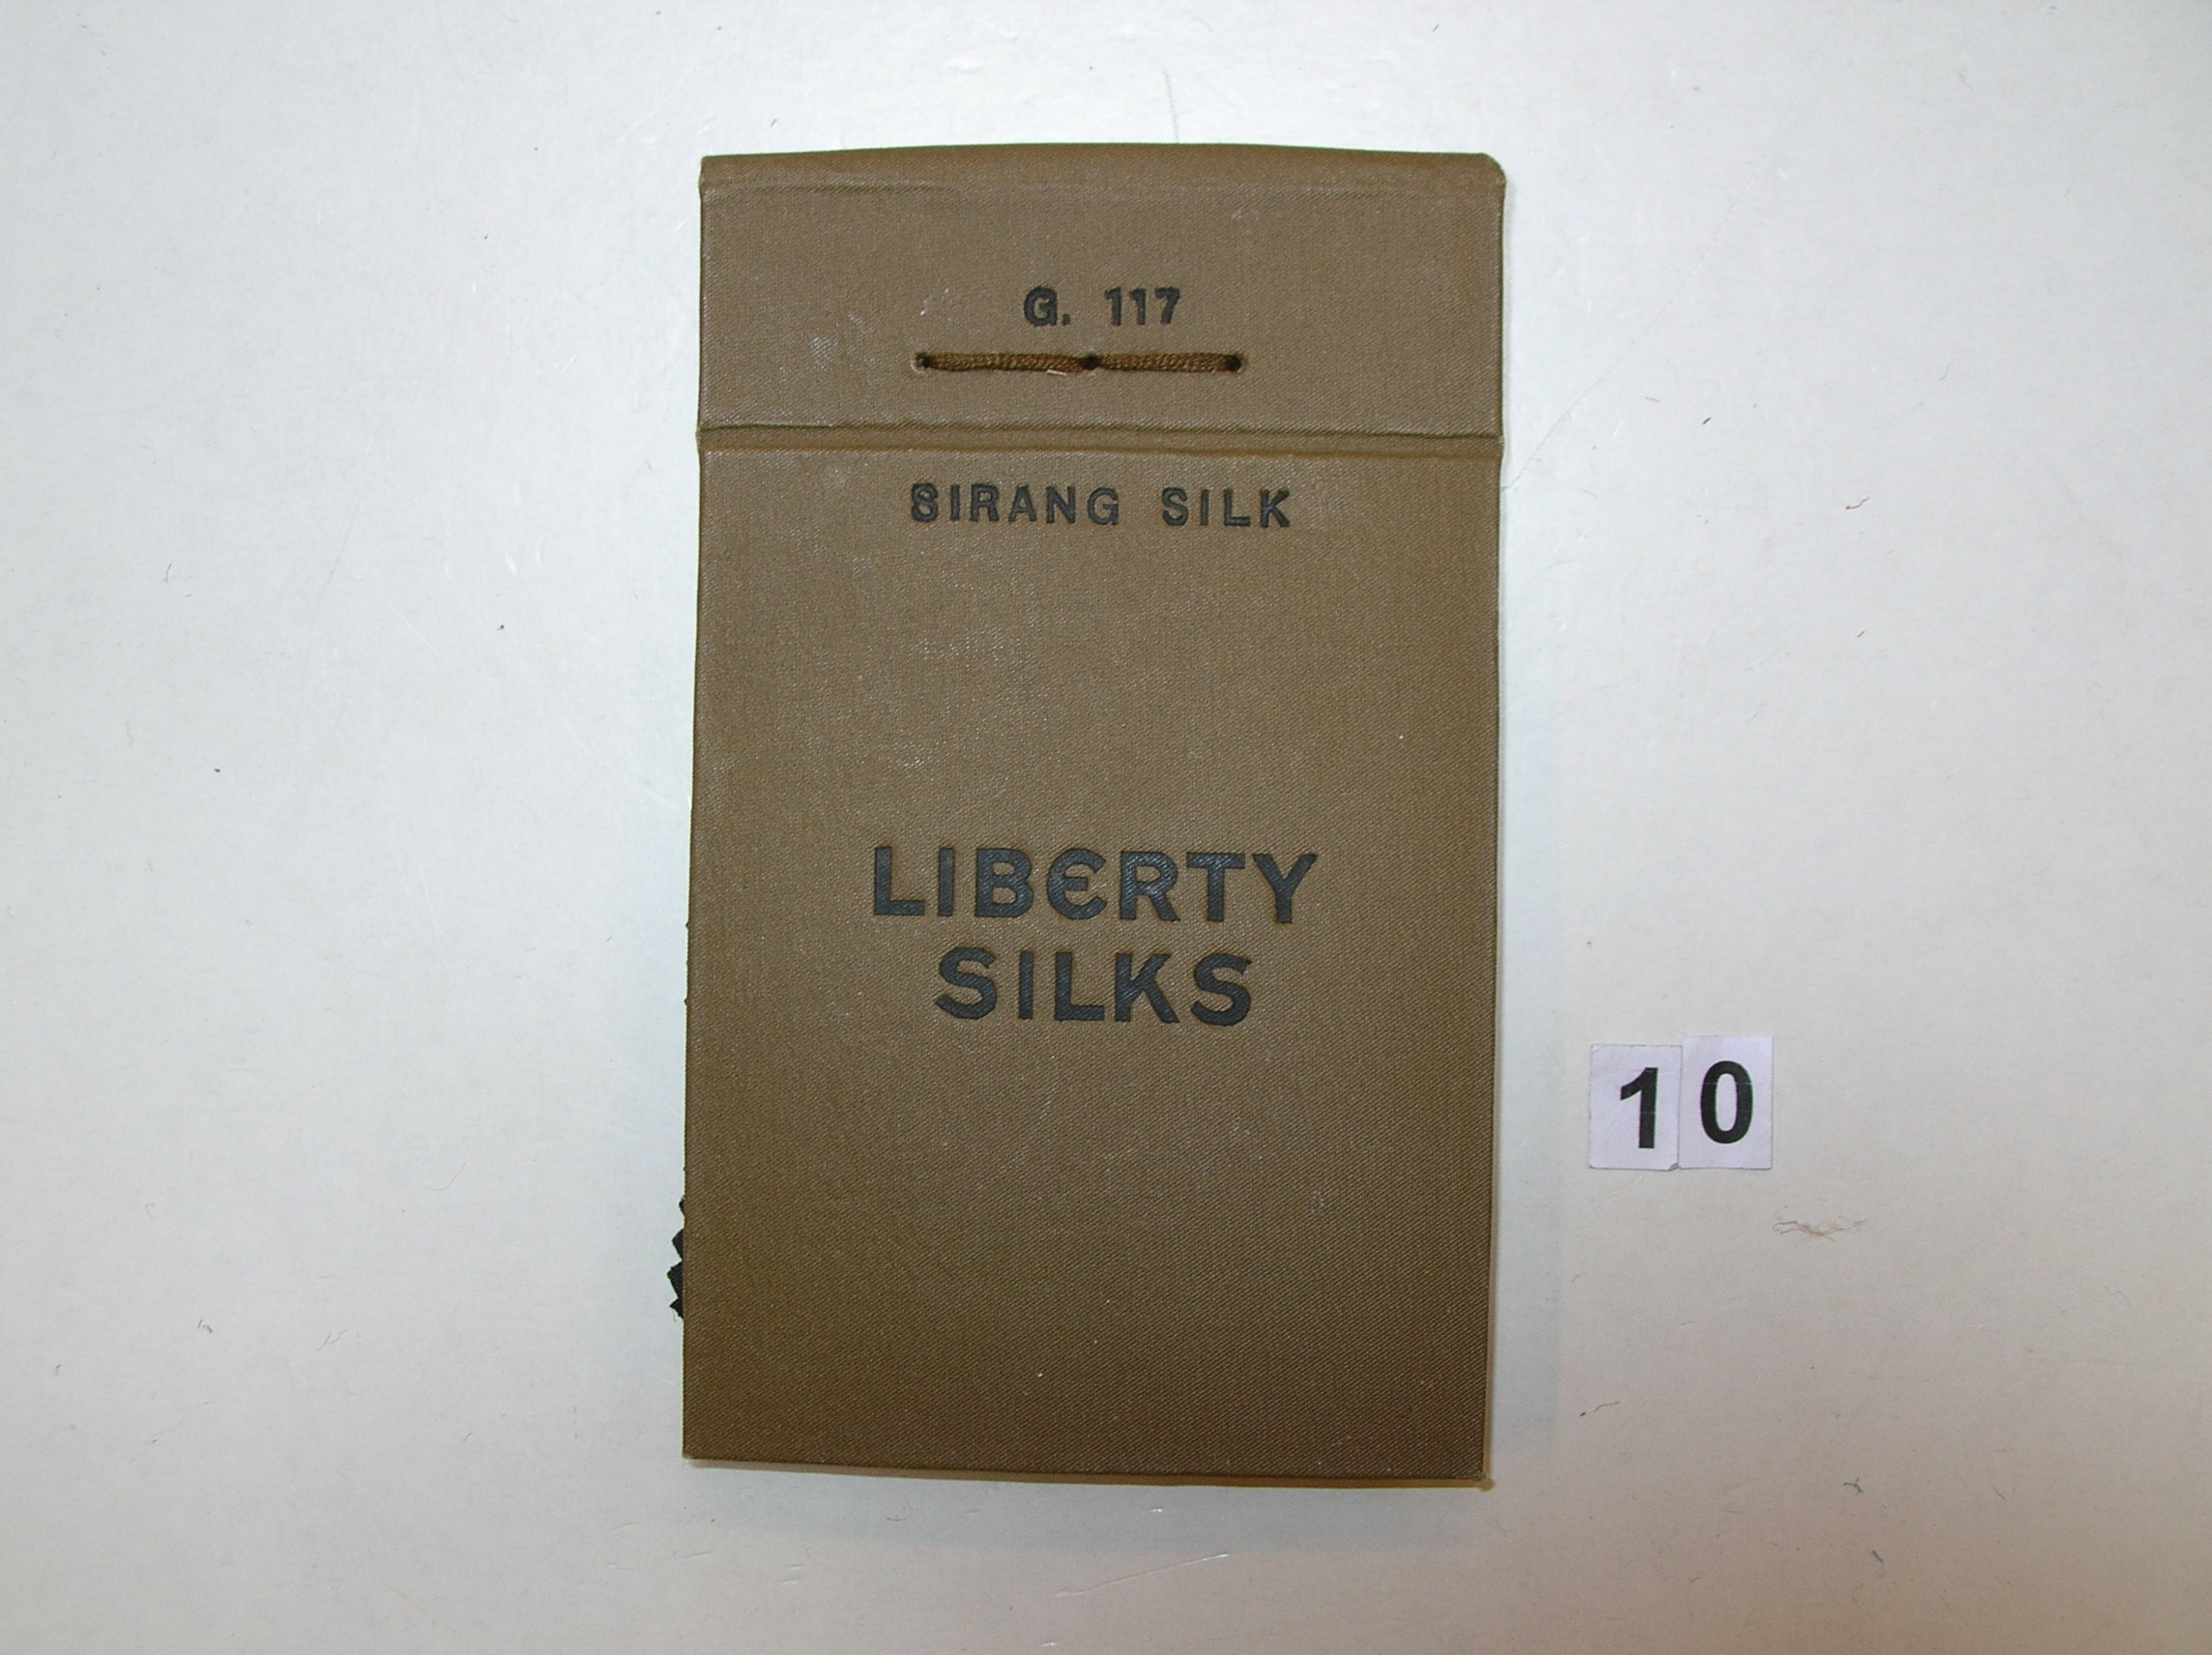 G. 117
SIRANG SILK
LIBERTY
SILKS
10